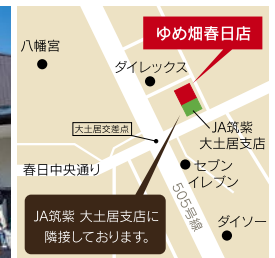 ゆめ畑春日店
八幡宮
ダイレックス
大土居交差点
JA筑紫
大土居支店
春日中央通り
セブン
イレブン
JA筑紫 大土居支店に
隣接しております。
505号線
ダイソー